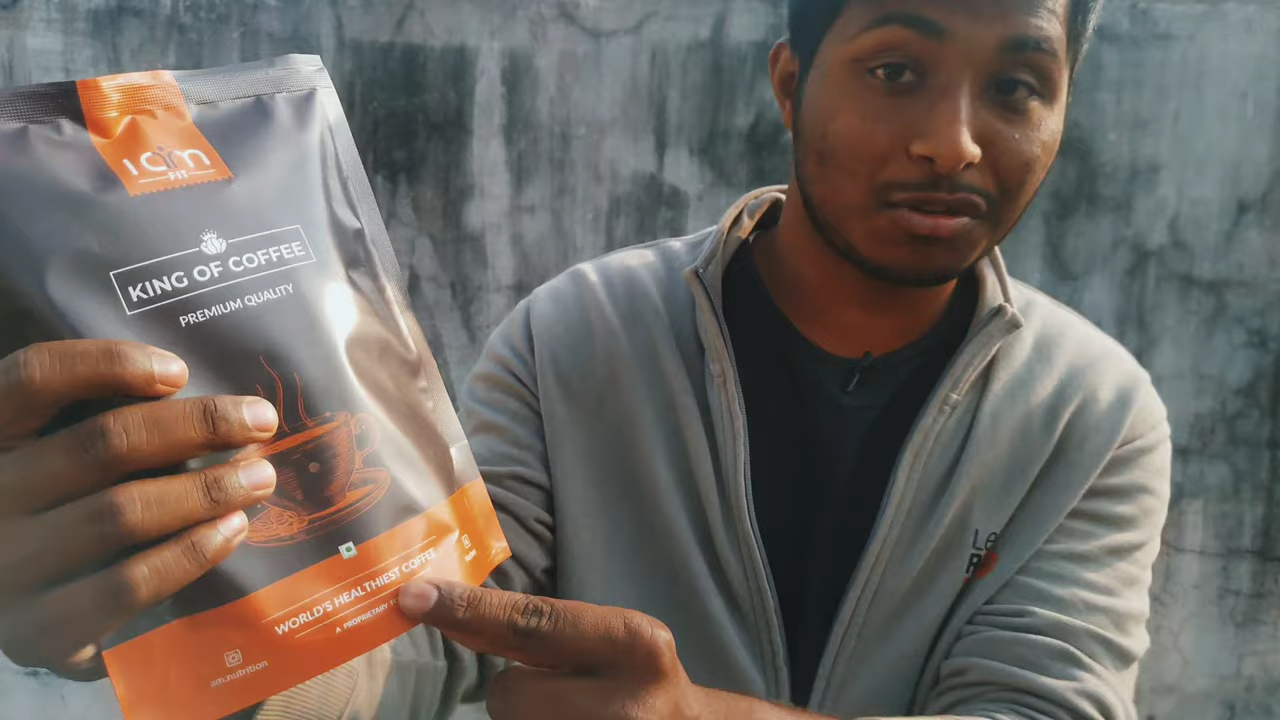 I am
FIT
KING OF COFFEE
PREMIUM QUALITY
WORLD'S HEALTHIEST COFFEE
A PROPRIETARY
am.nutrition